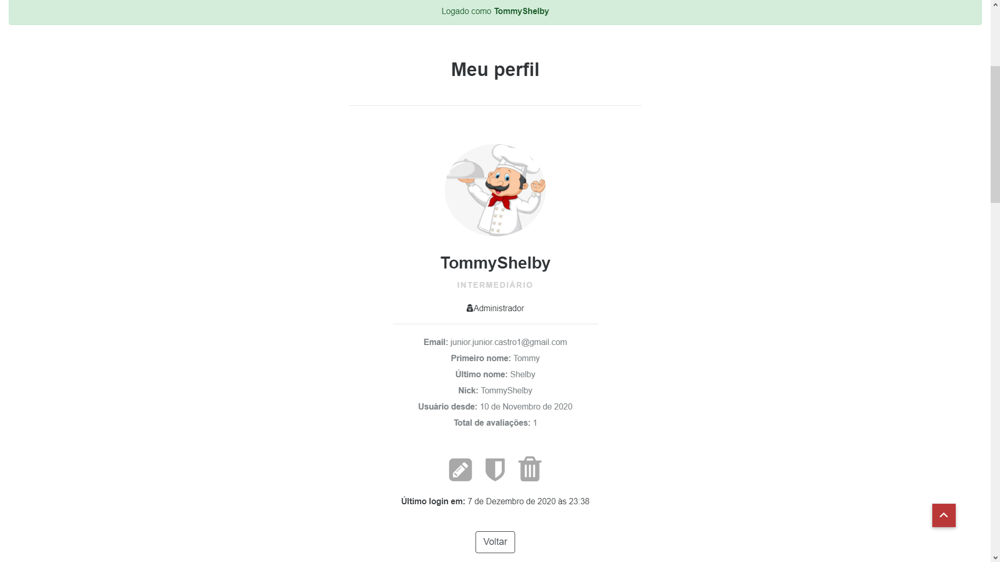 Logado como TommyShelby
Meu perfil
TommyShelby
INTERMEDIÁRIO
Administrador
Email: junior.junior.castro1@gmail.com
Primeiro nome: Tommy
Último nome: Shelby
Nick: TommyShelby
Usuário desde: 10 de Novembro de 2020
Total de avaliações: 1
Último login em: 7 de Dezembro de 2020 às 23:38
Voltar